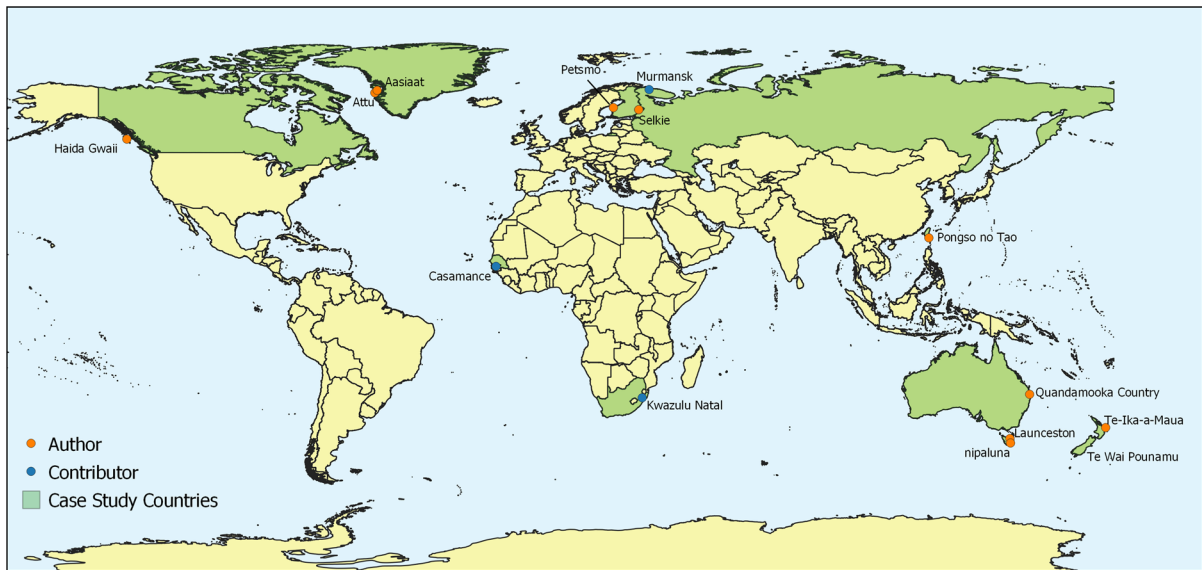 Petsmo
Murmansk
Aasiaat
Attu
Selkie
Haida Gwaii
Pongso no Tao
Casamance
Quandamooka Country
Kwazulu Natal
Te-Ika-a-Maua
Launceston
nipaluna
Te Wai Pounamu
Author
Contributor
Case Study Countries